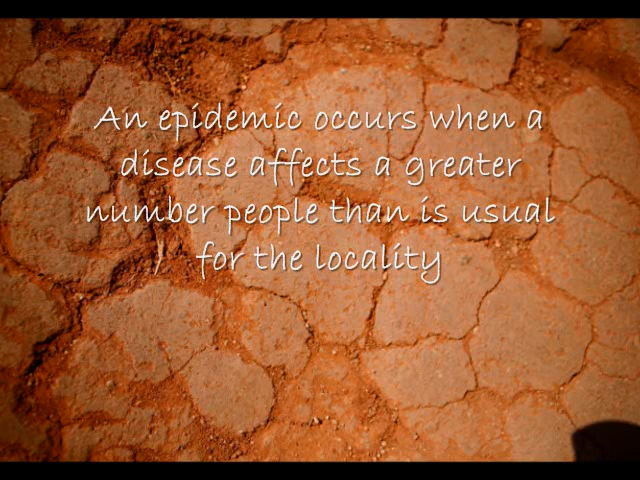 An epidemic occurs when a
disease affects a greater
number people than is usual
for the locality